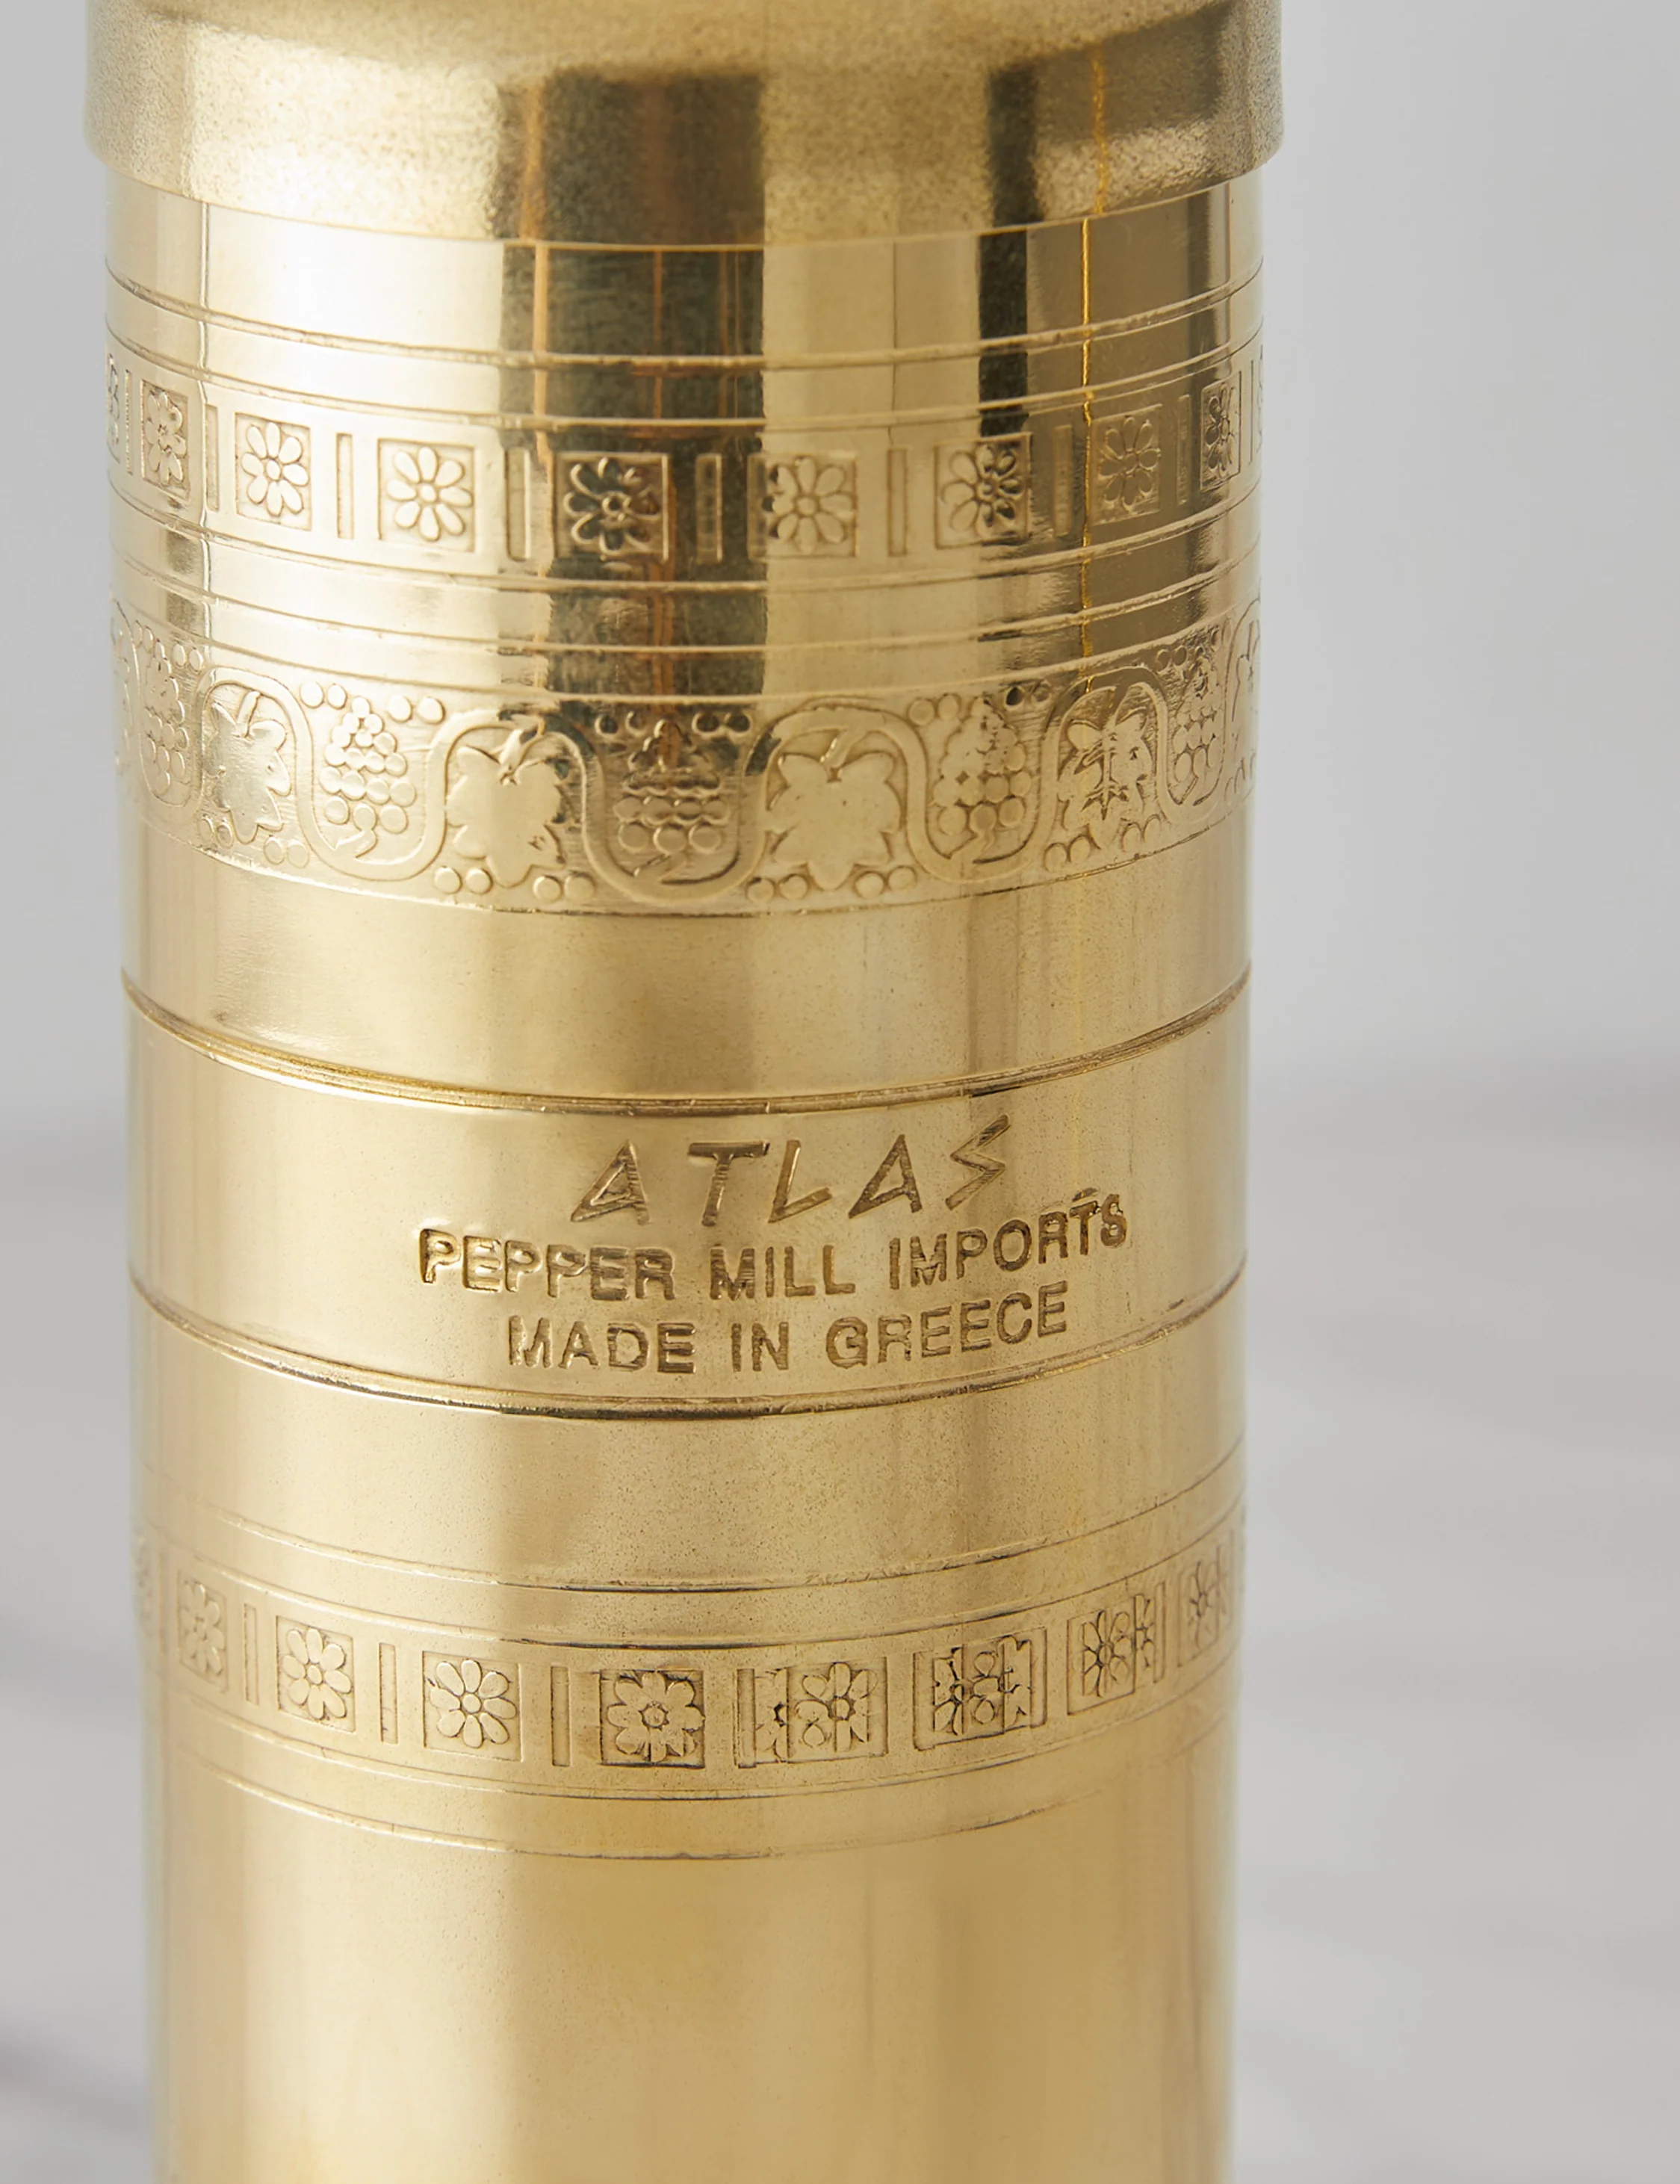 ATLAS
PEPPER MILL IMPORTS
MADE IN GREECE